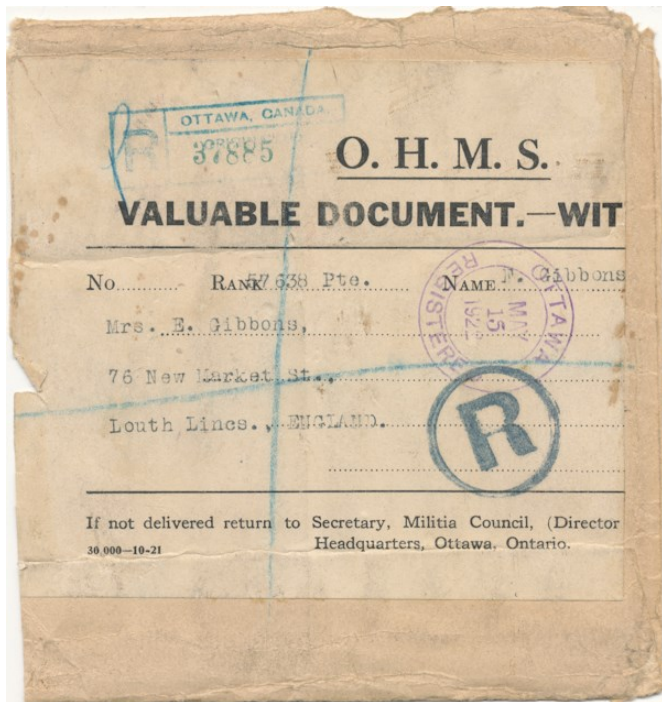 OTTAWA, CANADA.
R 37885
O. H. M. S.
VALUABLE DOCUMENT.—WIT
No. RANK 57638 Pte. NAME F. Gibbons
OTTAWA
MAY
15
REGISTERED
Mrs. E. Gibbons,
76 New Market St.,
Louth Lincs., ENGLAND.
R
If not delivered return to Secretary, Militia Council, (Director
30,000—10-21 Headquarters, Ottawa, Ontario.